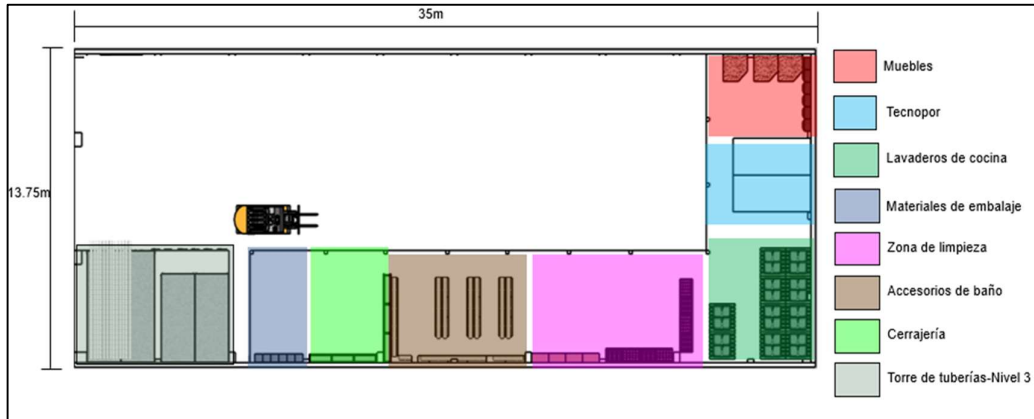 35m
13.75m
Muebles
Tecnopor
Lavaderos de cocina
Materiales de embalaje
Zona de limpieza
Accesorios de baño
Cerrajería
Torre de tuberías-Nivel 3